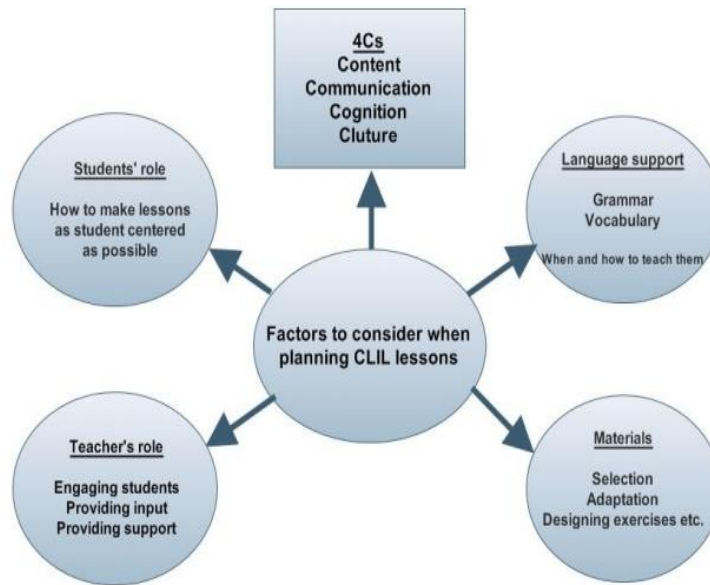 4Cs
Content
Communication
Cognition
Cluture
Students' role
How to make lessons
as student centered
as possible
Language support
Grammar
Vocabulary
When and how to teach them
Factors to consider when
planning CLIL lessons
Teacher's role
Engaging students
Providing input
Providing support
Materials
Selection
Adaptation
Designing exercises etc.